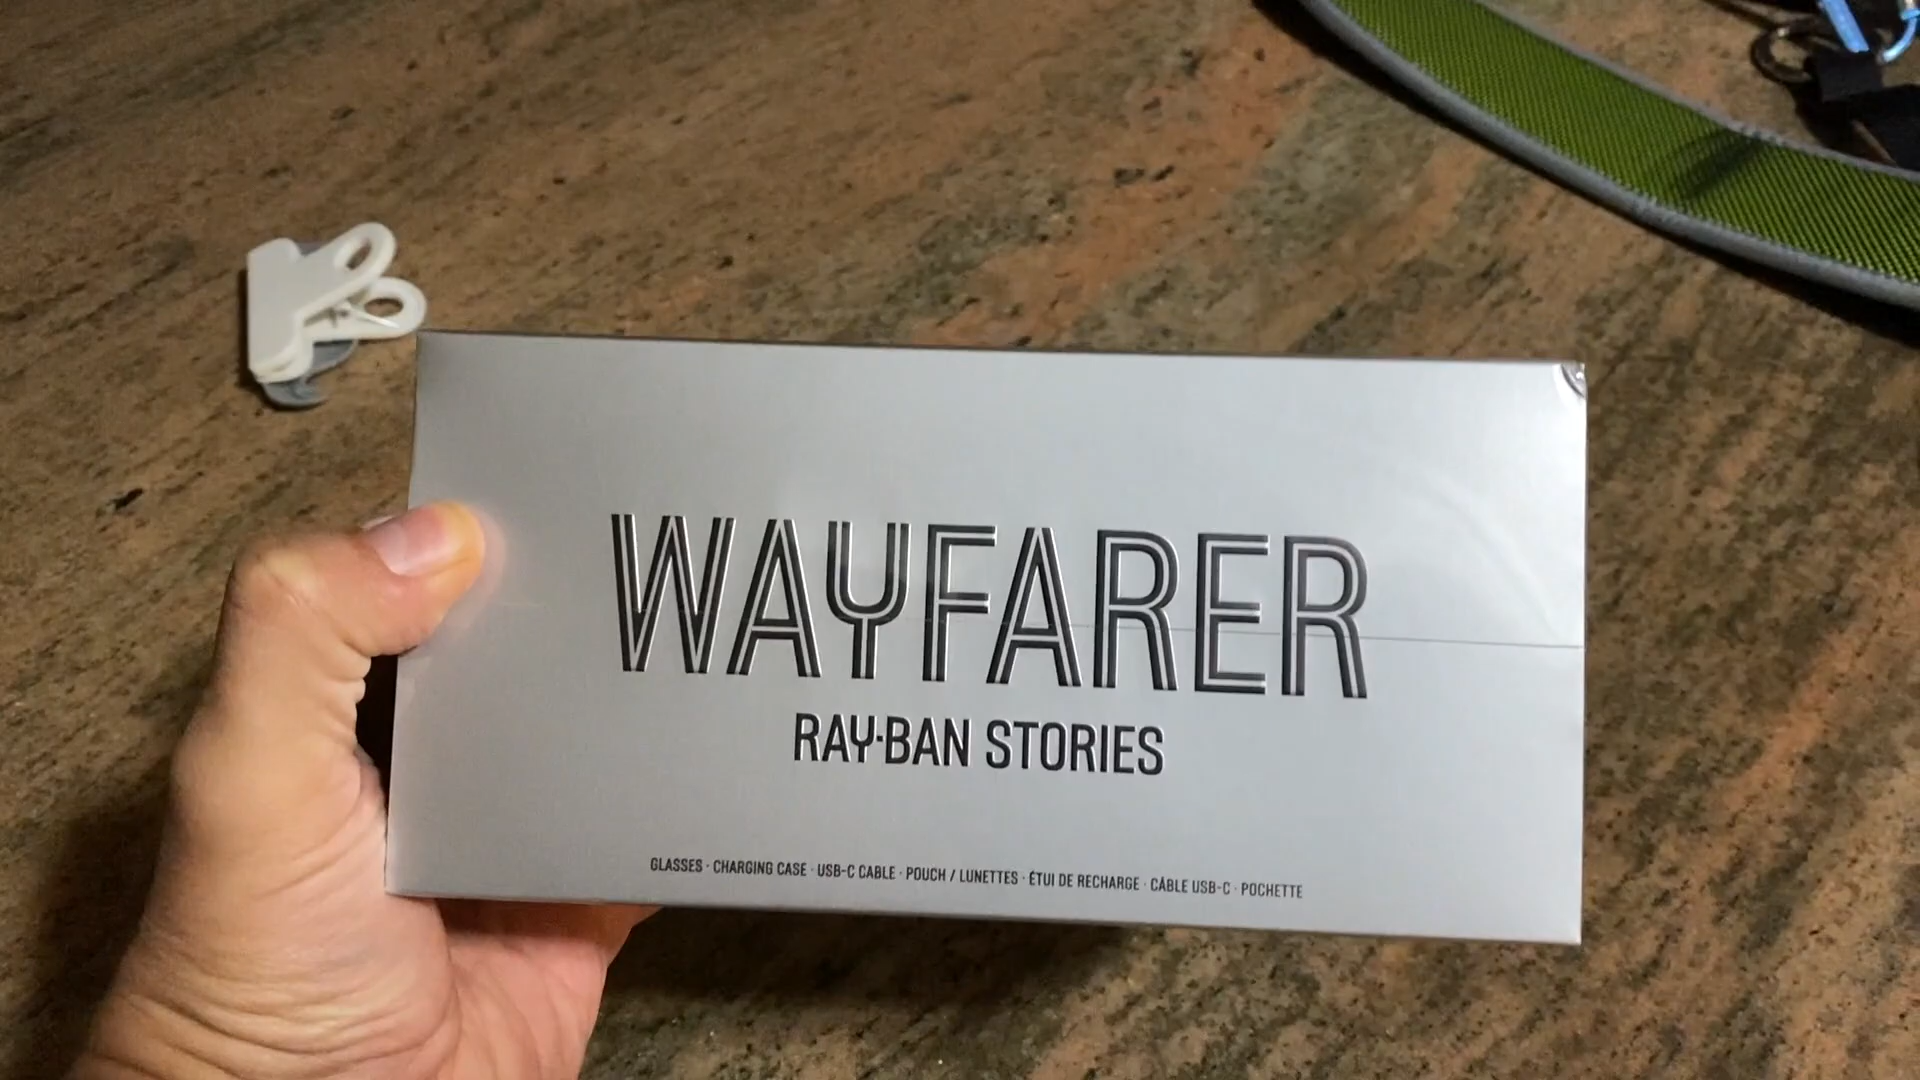 WAYFARER
RAY·BAN STORIES
GLASSES · CHARGING CASE · USB-C CABLE · POUCH / LUNETTES · ÉTUI DE RECHARGE · CÂBLE USB-C · POCHETTE